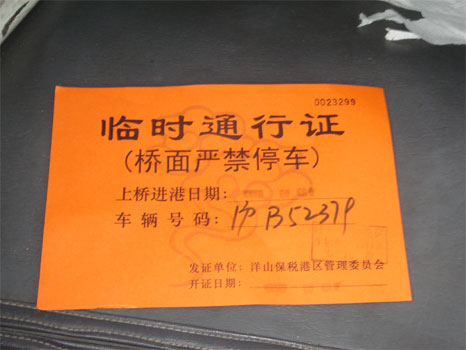 0023299
临时通行证
(桥面严禁停车)
上桥进港日期:
车辆号码: 沪B52379
发证单位: 洋山保税港区管理委员会
开证日期: